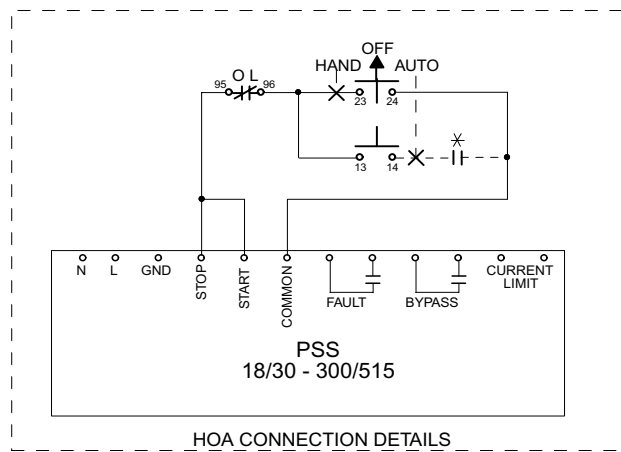 OFF
HAND AUTO
O L
95 96
23 24
13 14
N L GND STOP START COMMON FAULT BYPASS CURRENT
LIMIT
PSS
18/30 - 300/515
HOA CONNECTION DETAILS